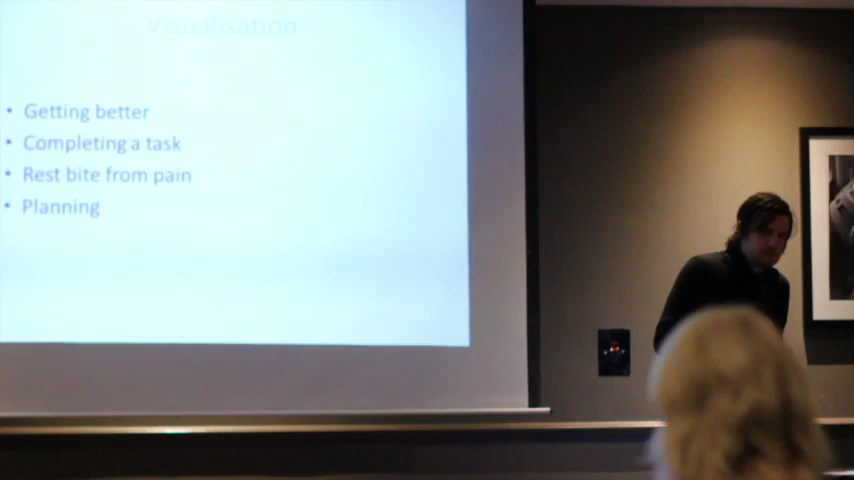 Visualisation
• Getting better
• Completing a task
• Rest bite from pain
• Planning